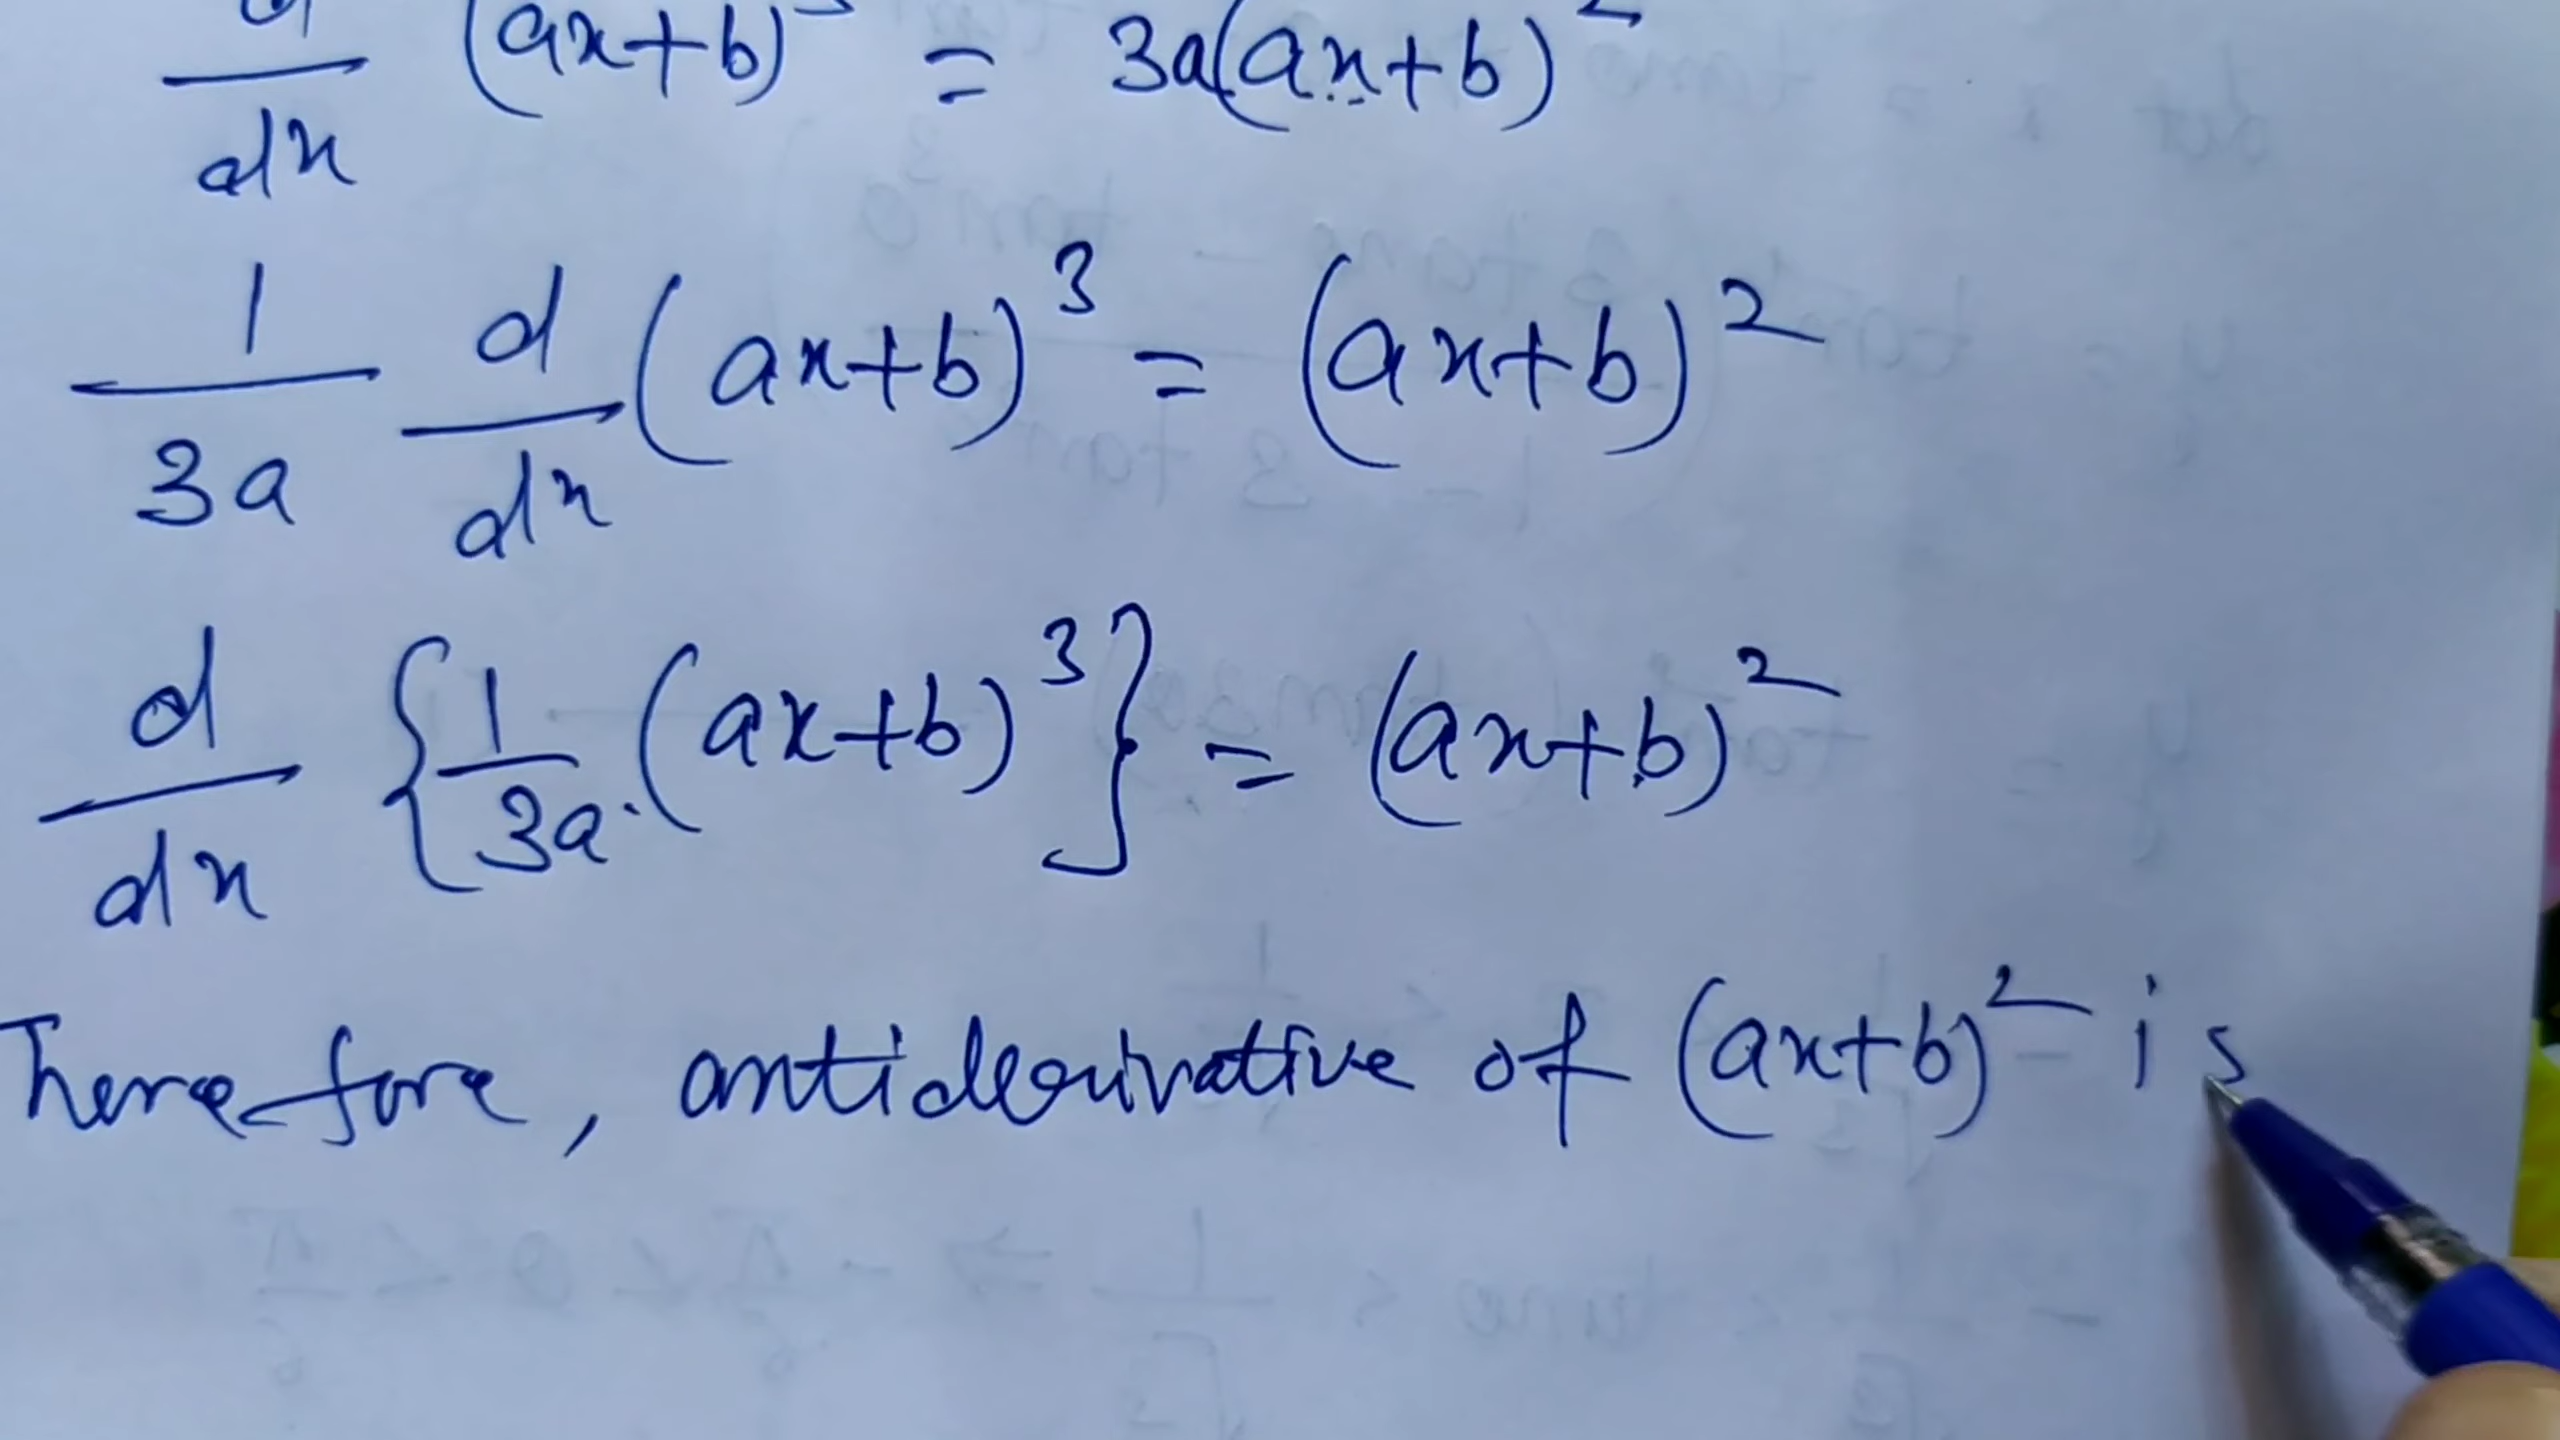 d/dx (ax+b) = 3a(ax+b)²
1/3a d/dx (ax+b)³ = (ax+b)²
d/dx {1/3a · (ax+b)³} = (ax+b)²
Therefore, antiderivative of (ax+b)² is